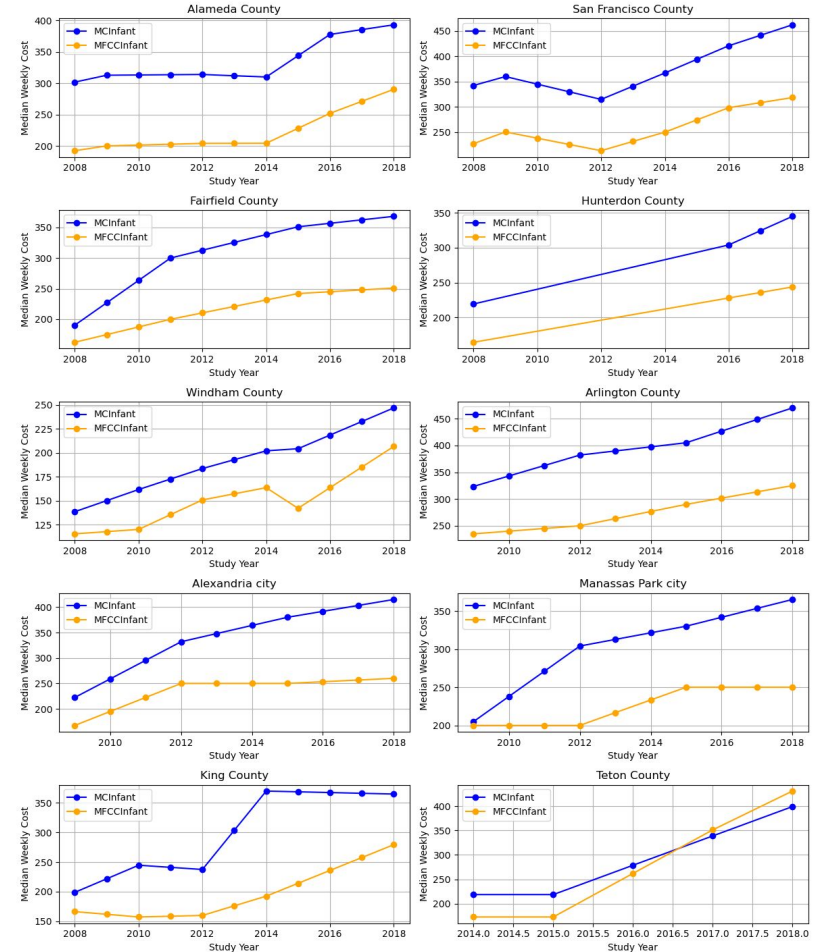 Alameda County
400
350
300
250
200
Median Weekly Cost
MCInfant
MFCCInfant
2008 2010 2012 2014 2016 2018
Study Year
San Francisco County
450
400
350
300
250
Median Weekly Cost
MCInfant
MFCCInfant
2008 2010 2012 2014 2016 2018
Study Year
Fairfield County
350
300
250
200
Median Weekly Cost
MCInfant
MFCCInfant
2008 2010 2012 2014 2016 2018
Study Year
Hunterdon County
350
300
250
200
Median Weekly Cost
MCInfant
MFCCInfant
2008 2010 2012 2014 2016 2018
Study Year
Windham County
250
225
200
175
150
125
Median Weekly Cost
MCInfant
MFCCInfant
2008 2010 2012 2014 2016 2018
Study Year
Arlington County
450
400
350
300
250
Median Weekly Cost
MCInfant
MFCCInfant
2010 2012 2014 2016 2018
Study Year
Alexandria city
400
350
300
250
200
Median Weekly Cost
MCInfant
MFCCInfant
2010 2012 2014 2016 2018
Study Year
Manassas Park city
350
300
250
200
Median Weekly Cost
MCInfant
MFCCInfant
2010 2012 2014 2016 2018
Study Year
King County
350
300
250
200
150
Median Weekly Cost
MCInfant
MFCCInfant
2008 2010 2012 2014 2016 2018
Study Year
Teton County
400
350
300
250
200
Median Weekly Cost
MCInfant
MFCCInfant
2014.0 2014.5 2015.0 2015.5 2016.0 2016.5 2017.0 2017.5 2018.0
Study Year